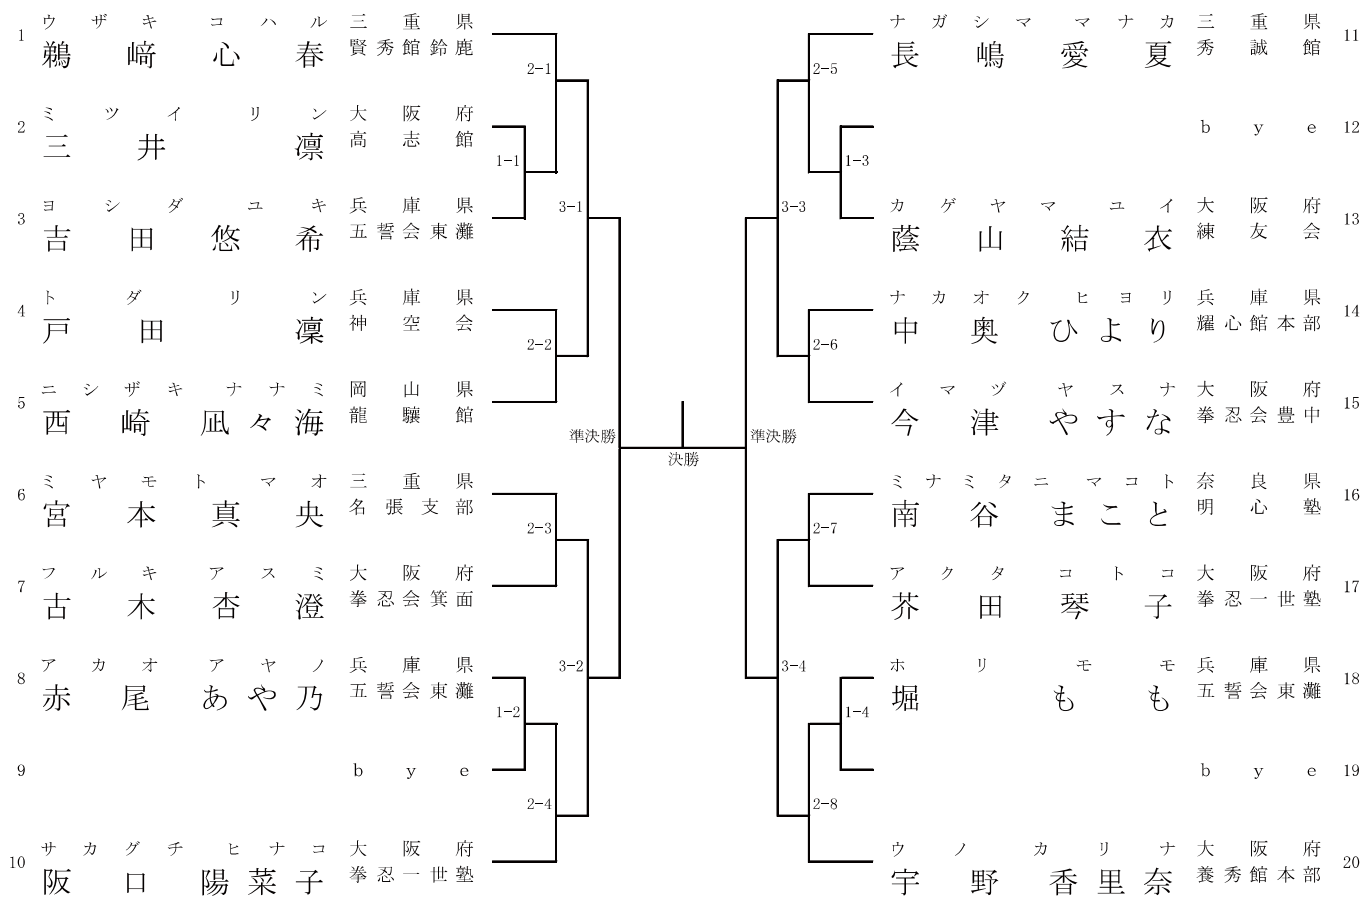 ウザキ コハル 三重県
1 鵜﨑心春 賢秀館鈴鹿
2-1
ミツイ リン 大阪府
2 三井凛 高志館
1-1
ヨシダ ユキ 兵庫県
3 吉田悠希 五誓会東灘
3-1
トダ リン 兵庫県
4 戸田凜 神空会
2-2
ニシザキ ナナミ 岡山県
5 西崎凪々海 龍驤館
準決勝
ミヤモト マオ 三重県
6 宮本真央 名張支部
2-3
フルキ アスミ 大阪府
7 古木杏澄 拳忍会箕面
3-2
アカオ アヤノ 兵庫県
8 赤尾あや乃 五誓会東灘
1-2
9 bye
2-4
サカグチ ヒナコ 大阪府
10 阪口陽菜子 拳忍一世塾
決勝
ナガシマ マナカ 三重県
長嶋愛夏 秀誠館 11
2-5
bye 12
1-3
カゲヤマ ユイ 大阪府
蔭山結衣 練友会 13
3-3
ナカオク ヒヨリ 兵庫県
中奥ひより 耀心館本部 14
2-6
イマヅ ヤスナ 大阪府
今津やすな 拳忍会豊中 15
準決勝
ミナミタニ マコト 奈良県
南谷まこと 明心塾 16
2-7
アクタ コトコ 大阪府
芥田琴子 拳忍一世塾 17
3-4
ホリ モモ 兵庫県
堀もも 五誓会東灘 18
1-4
bye 19
2-8
ウノ カリナ 大阪府
宇野香里奈 養秀館本部 20